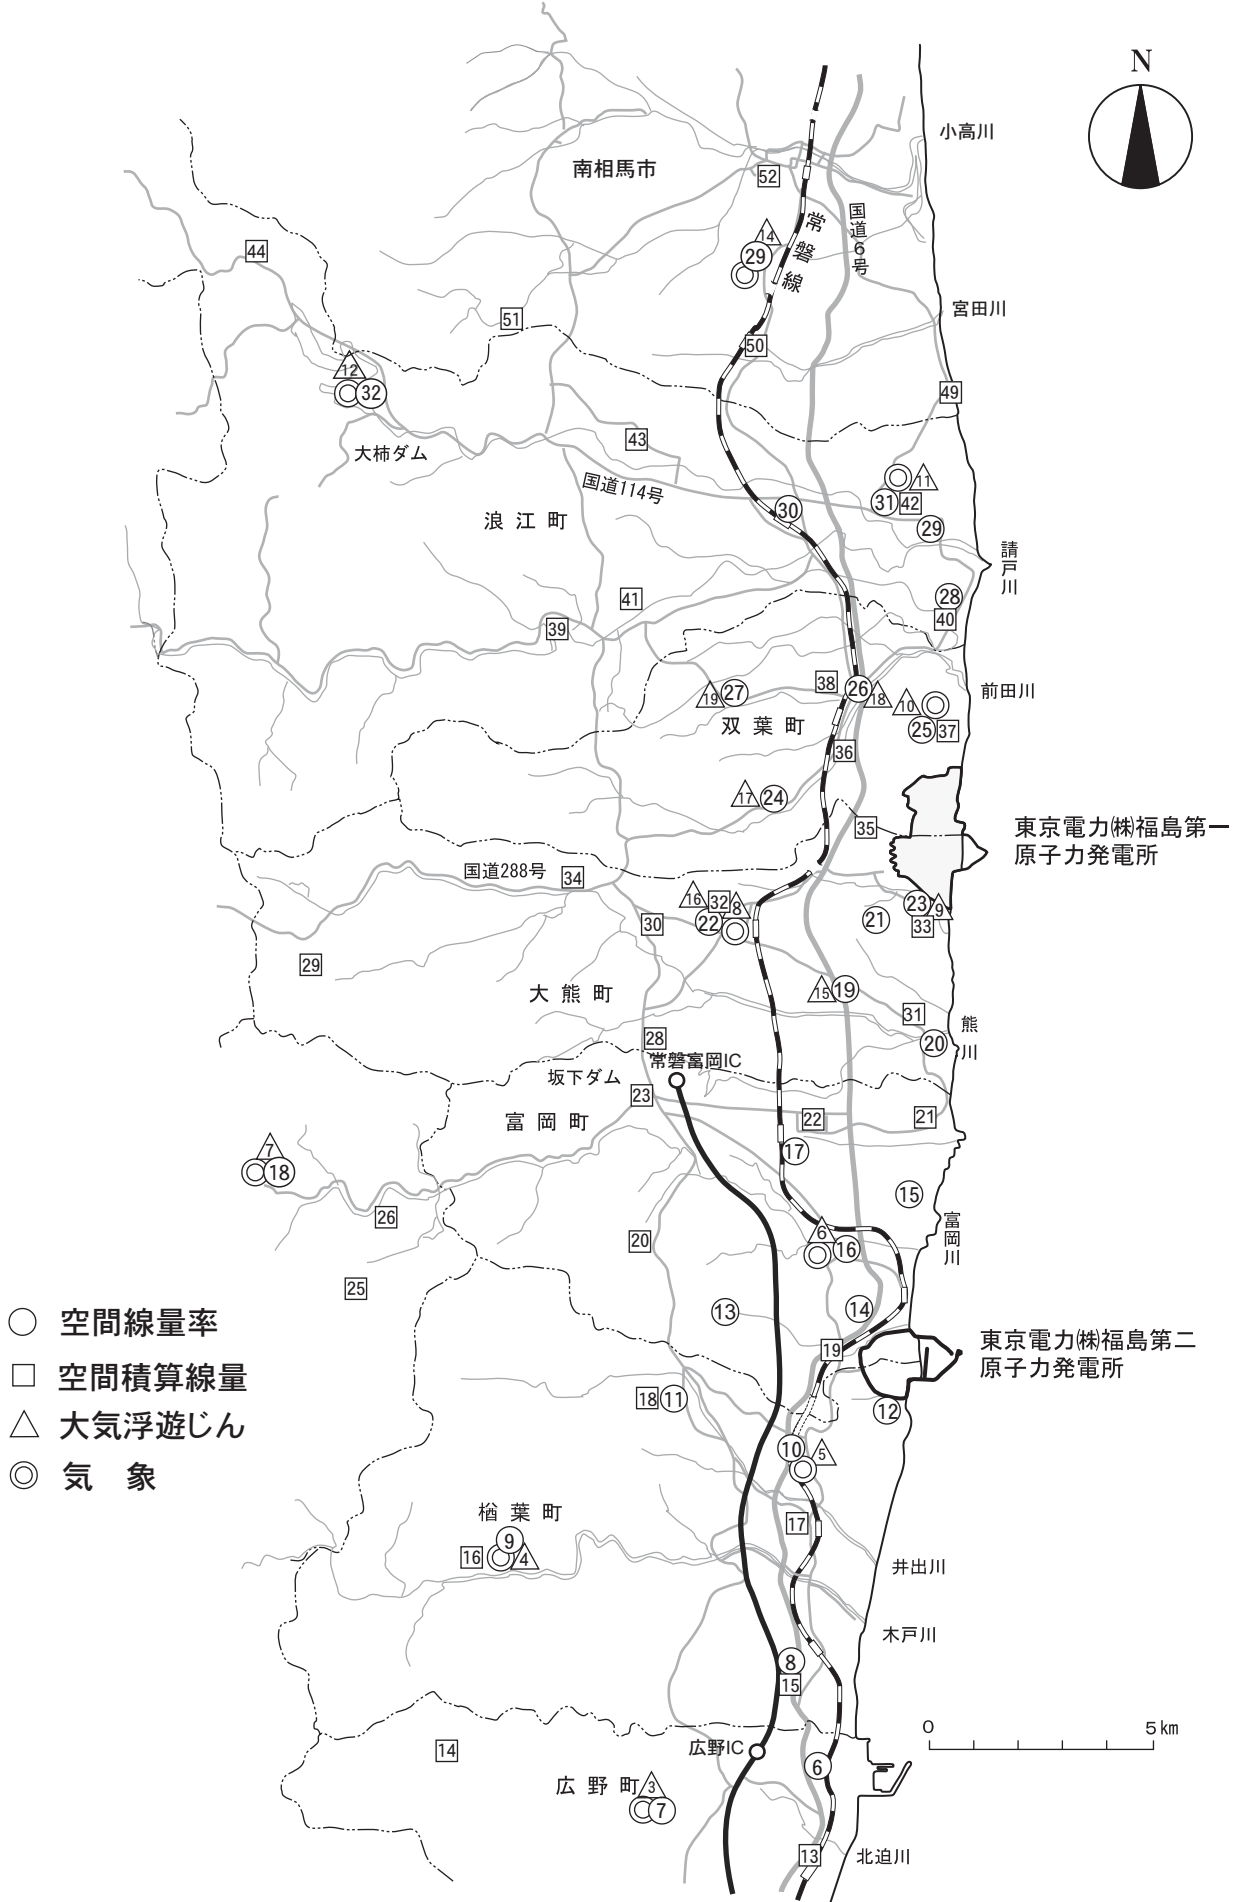 N
小高川
南相馬市
52
国道6号
常磐線
14
29
44
宮田川
51
50
12
32
49
大柿ダム
43
国道114号
11
31
42
30
29
浪江町
請戸川
28
41
40
39
前田川
38
26
18
10
19
27
25
37
双葉町
36
17
24
35
東京電力㈱福島第一
原子力発電所
国道288号
34
16
32
8
22
30
23
9
21
33
29
15
19
大熊町
31
熊川
20
28
常磐富岡IC
坂下ダム
23
22
21
富岡町
17
7
18
15
26
富岡川
6
16
20
25
13
14
○ 空間線量率
19
東京電力㈱福島第二
原子力発電所
□ 空間積算線量
18
11
12
△ 大気浮遊じん
10
5
◎ 気　象
楢葉町
17
9
16
4
井出川
木戸川
8
15
0
5㎞
14
広野IC
6
広野町
3
7
13
北迫川